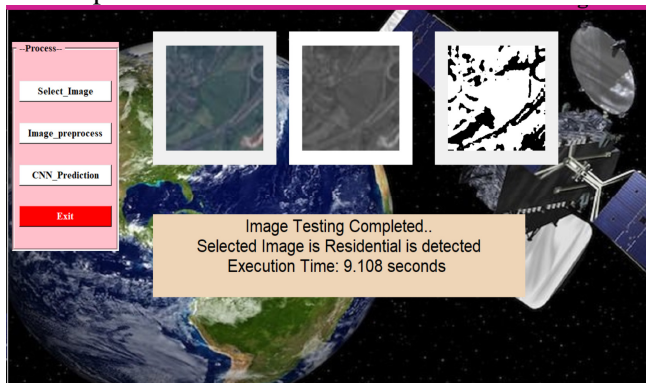 --Process--
Select_Image
Image_preprocess
CNN_Prediction
Exit
Image Testing Completed..
Selected Image is Residential is detected
Execution Time: 9.108 seconds